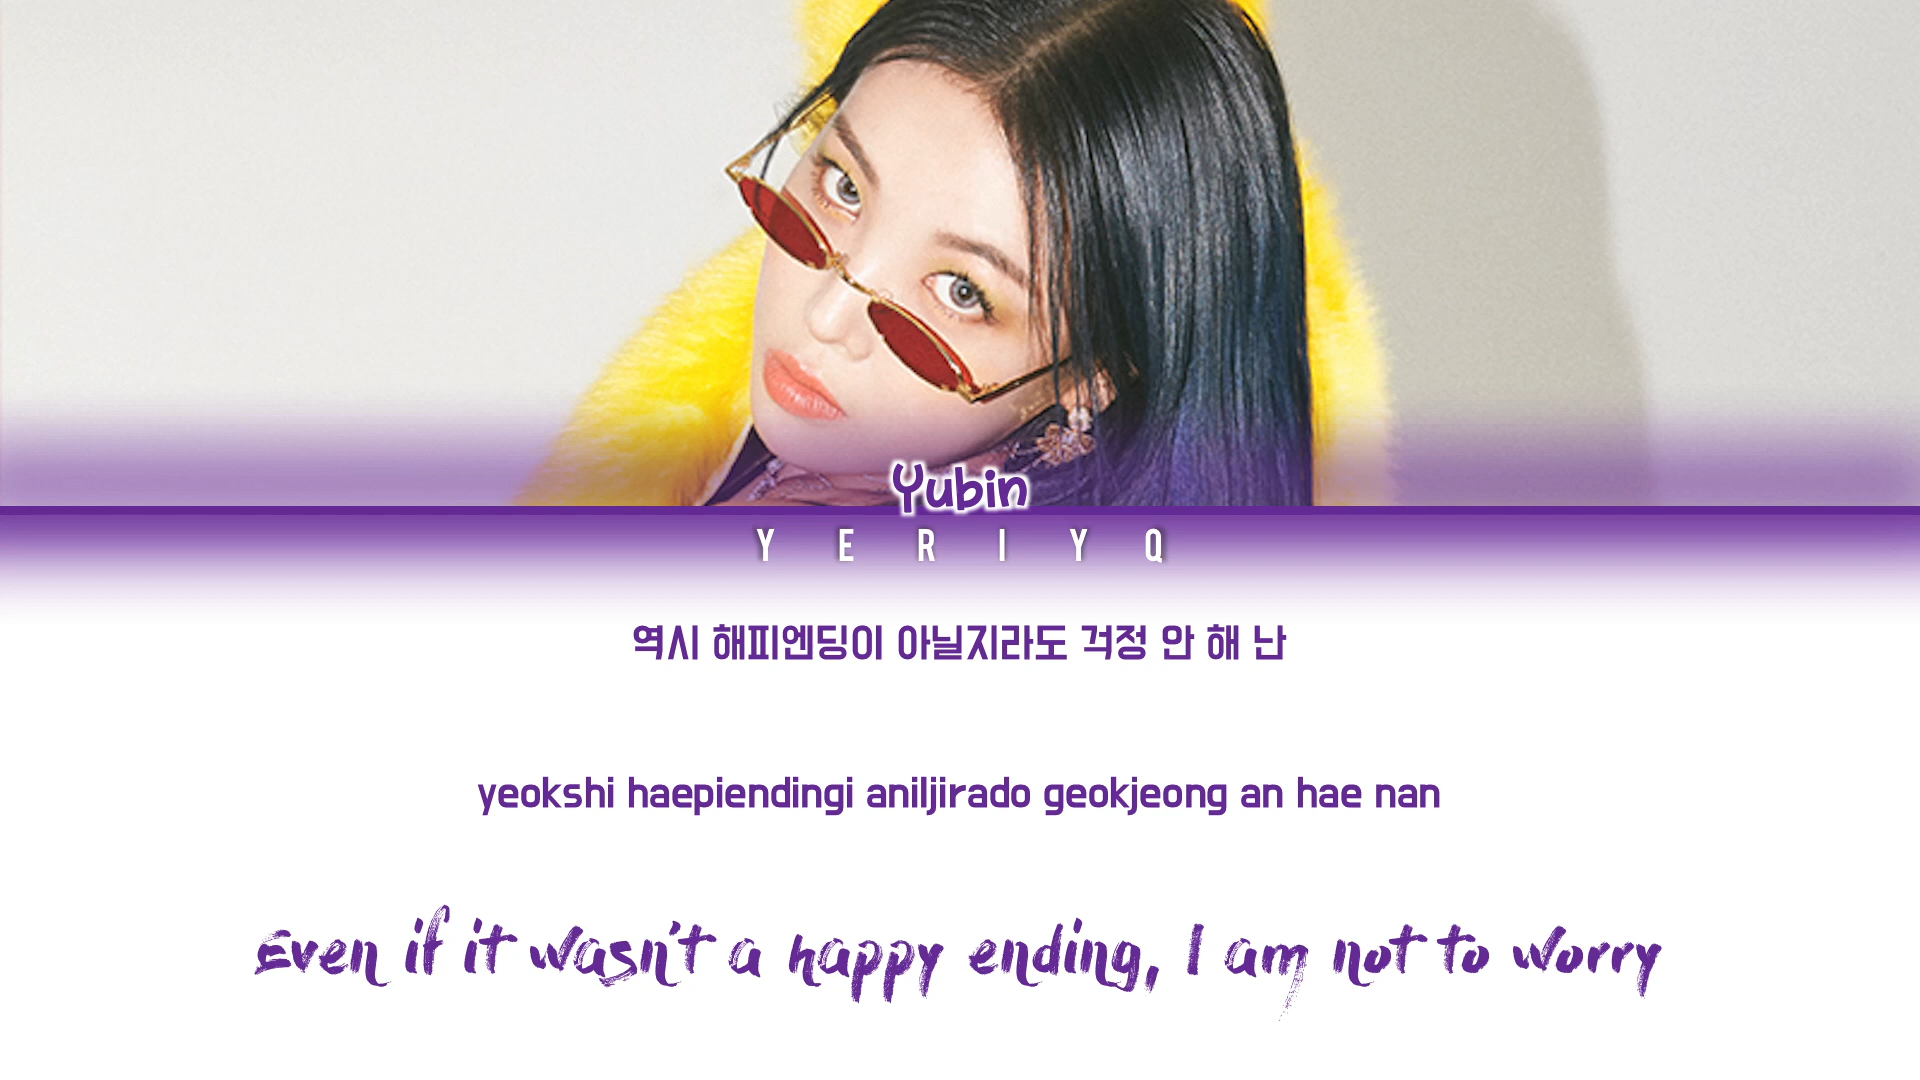 Yubin
YERIYQ
역시 해피엔딩이 아닐지라도 걱정 안 해 난
yeokshi haepiendingi aniljirado geokjeong an hae nan
Even if it wasn't a happy ending, I am not to worry